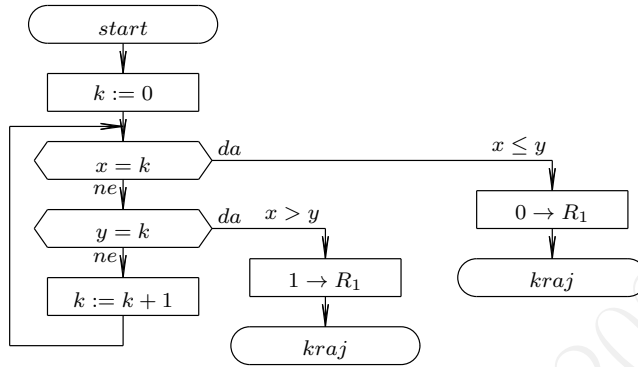 start
k := 0
x = k
da
x ≤ y
ne
0 → R₁
y = k
da
x > y
ne
kraj
k := k + 1
1 → R₁
kraj